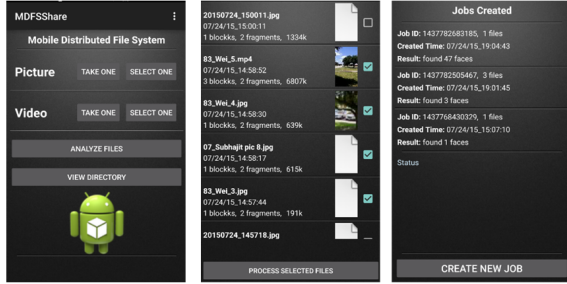 MDFSShare
Mobile Distributed File System
Picture TAKE ONE SELECT ONE
Video TAKE ONE SELECT ONE
ANALYZE FILES
VIEW DIRECTORY
20150724_150011.jpg
07/24/15_15:00:11
1 blockks, 2 fragments, 1334k
83_Wei_5.mp4
07/24/15_14:58:52
3 blockks, 2 fragments, 6807k
83_Wei_4.jpg
07/24/15_14:58:30
1 blockks, 2 fragments, 639k
07_Subhajit pic 8.jpg
07/24/15_14:58:17
1 blockks, 2 fragments, 615k
83_Wei_3.jpg
07/24/15_14:57:44
1 blockks, 2 fragments, 191k
20150724_145718.jpg
PROCESS SELECTED FILES
Jobs Created
Job ID: 1437782683185, 1 files
Created Time: 07/24/15_19:04:43
Result: found 47 faces
Job ID: 1437782505467, 3 files
Created Time: 07/24/15_19:01:45
Result: found 3 faces
Job ID: 1437768430329, 1 files
Created Time: 07/24/15_15:07:10
Result: found 1 faces
Status
CREATE NEW JOB